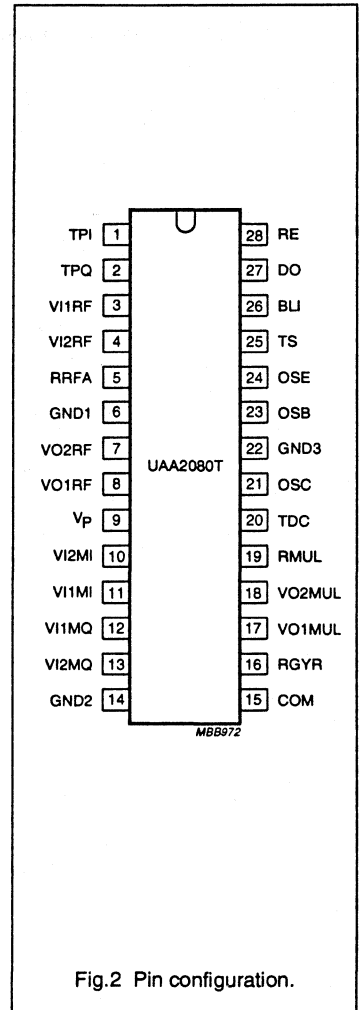 TPI 1 28 RE
TPQ 2 27 DO
VI1RF 3 26 BLI
VI2RF 4 25 TS
RRFA 5 24 OSE
GND1 6 23 OSB
VO2RF 7 22 GND3
UAA2080T
VO1RF 8 21 OSC
VP 9 20 TDC
VI2MI 10 19 RMUL
VI1MI 11 18 VO2MUL
VI1MQ 12 17 VO1MUL
VI2MQ 13 16 RGYR
GND2 14 15 COM
MBB972
Fig.2 Pin configuration.